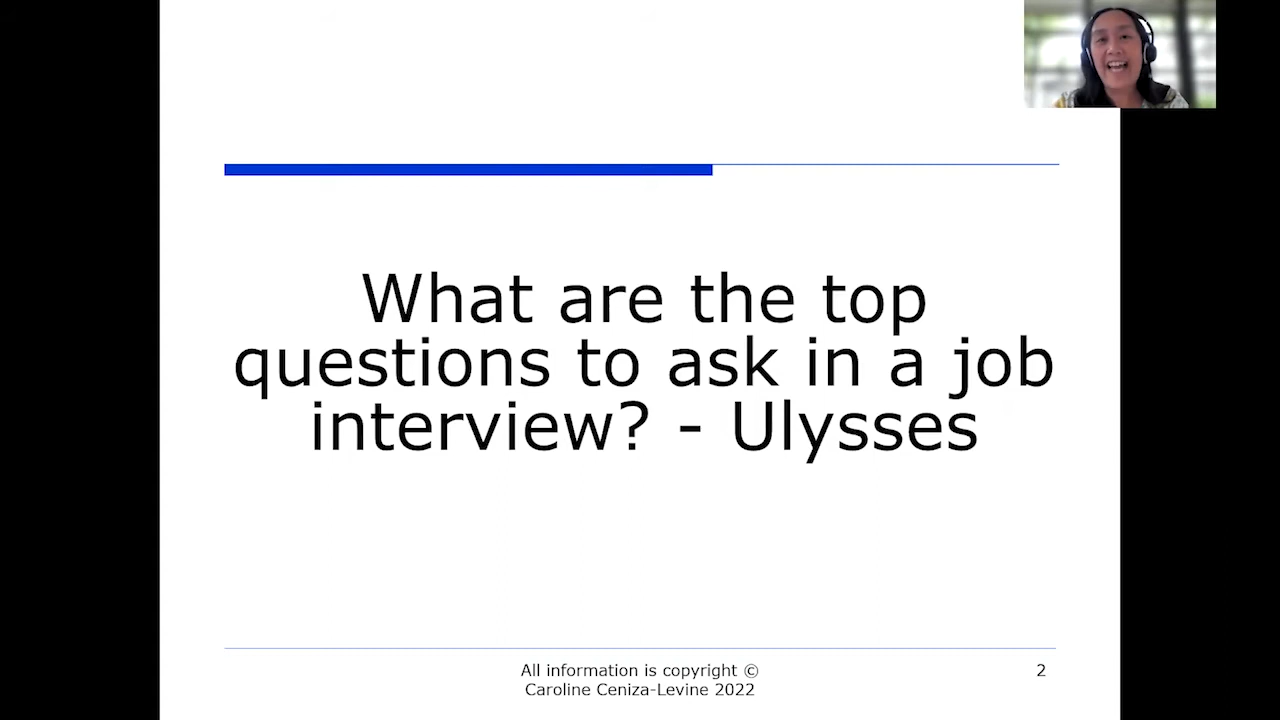 What are the top
questions to ask in a job
interview? - Ulysses
All information is copyright ©
Caroline Ceniza-Levine 2022
2